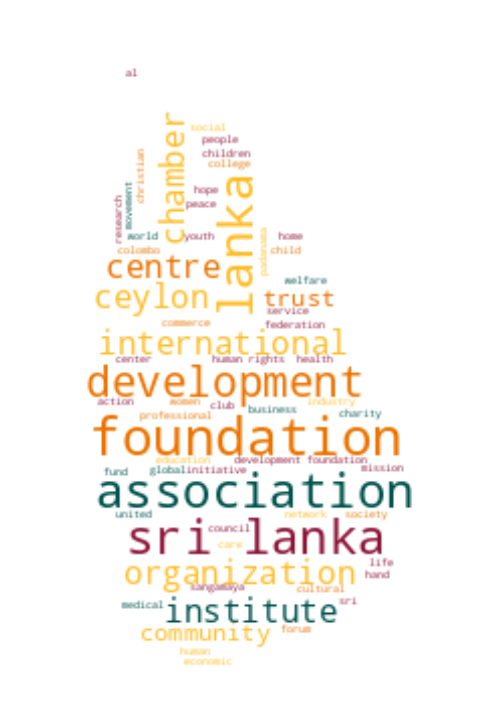 al
social
people
children
college
chamber
christian
movement
research
hope
peace
lanka
world
youth
home
colombo
child
padanama
centre
welfare
ceylon
trust
service
commerce
federation
international
center
human rights
health
development
action
women
club
industry
business
professional
charity
foundation
education
development foundation
fund
global
initiative
mission
association
united
network
society
sri lanka
council
care
life
organization
hand
sangamaya
cultural
medical
institute
sri
community
forum
human
economic